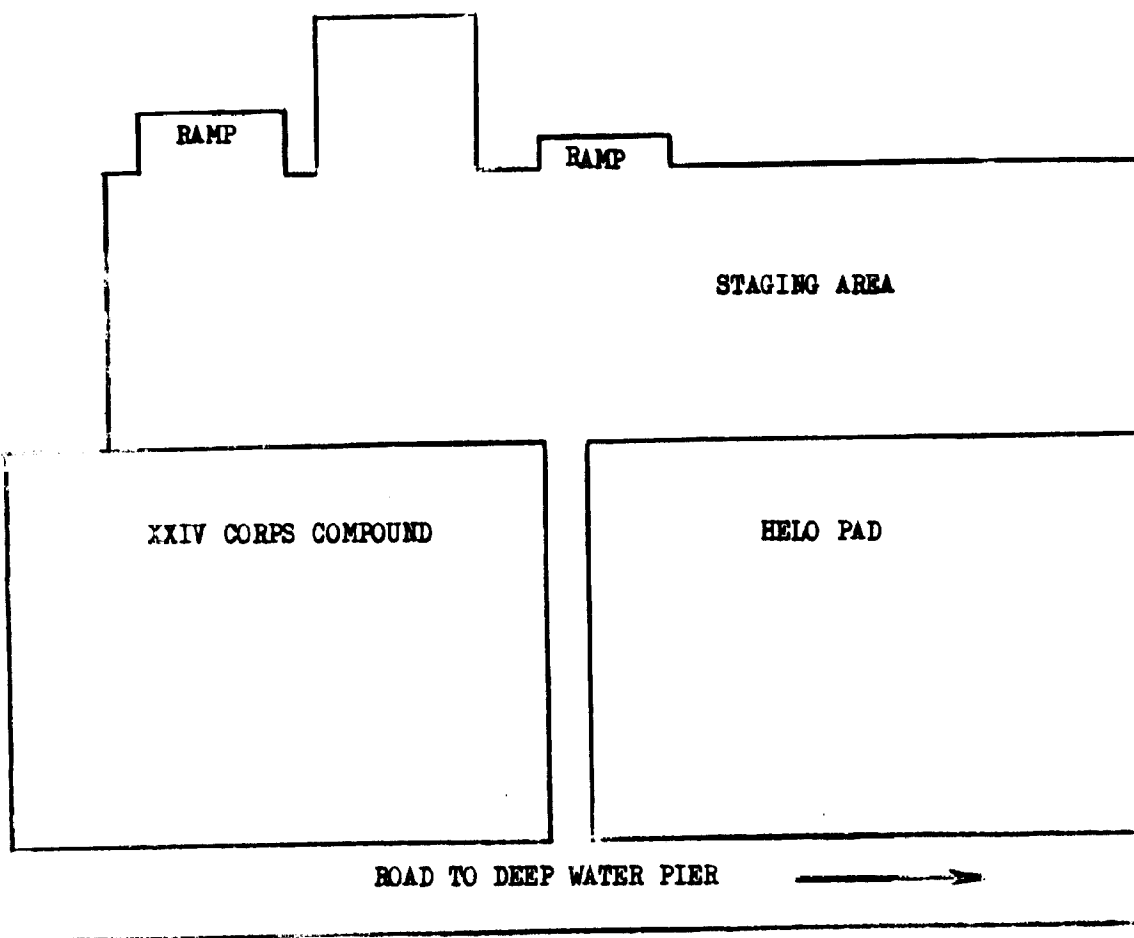 RAMP
RAMP
STAGING AREA
XXIV CORPS COMPOUND
HELO PAD
ROAD TO DEEP WATER PIER